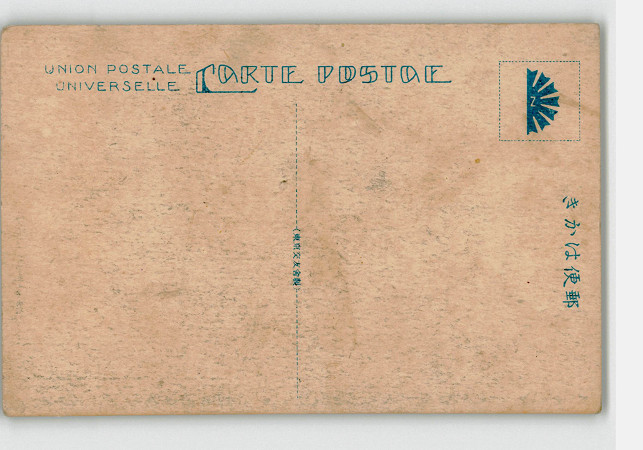 UNION POSTALE
UNIVERSELLE
CARTE POSTALE
郵便はかき